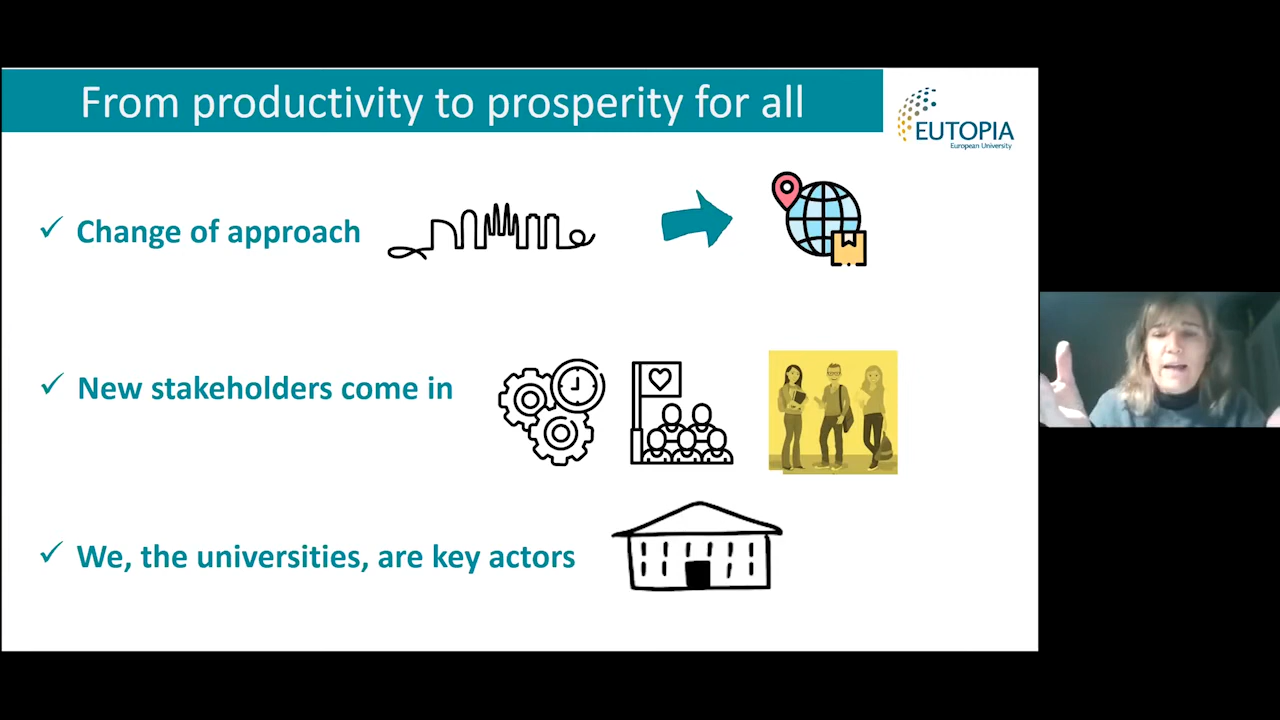 From productivity to prosperity for all
EUTOPIA
European University
✓ Change of approach
✓ New stakeholders come in
✓ We, the universities, are key actors